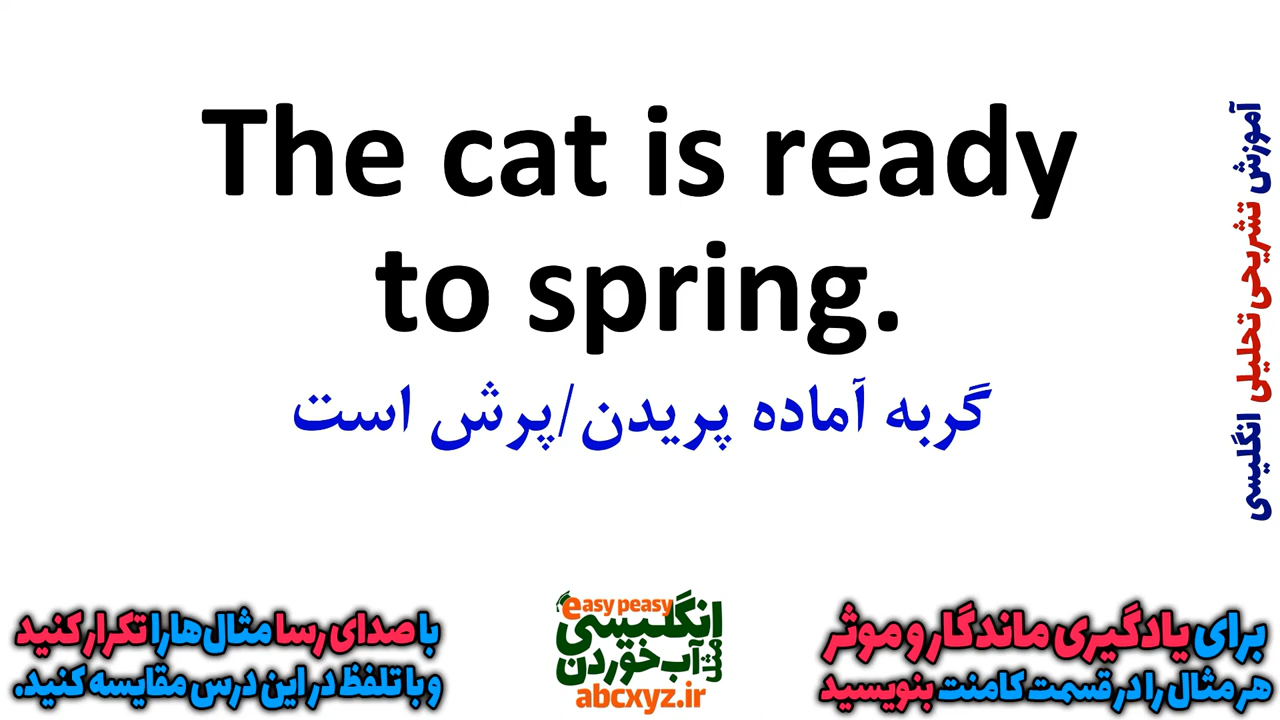 The cat is ready
to spring.
گربه آماده پریدن/پرش است
آموزش تشریحی تحلیلی انگلیسی
برای یادگیری ماندگار و موثر
هر مثال را در قسمت کامنت بنویسید
easy peasy
انگلیسی
مثل آب خوردن
abcxyz.ir
با صدای رسا مثال‌ها را تکرار کنید
و با تلفظ در این درس مقایسه کنید.